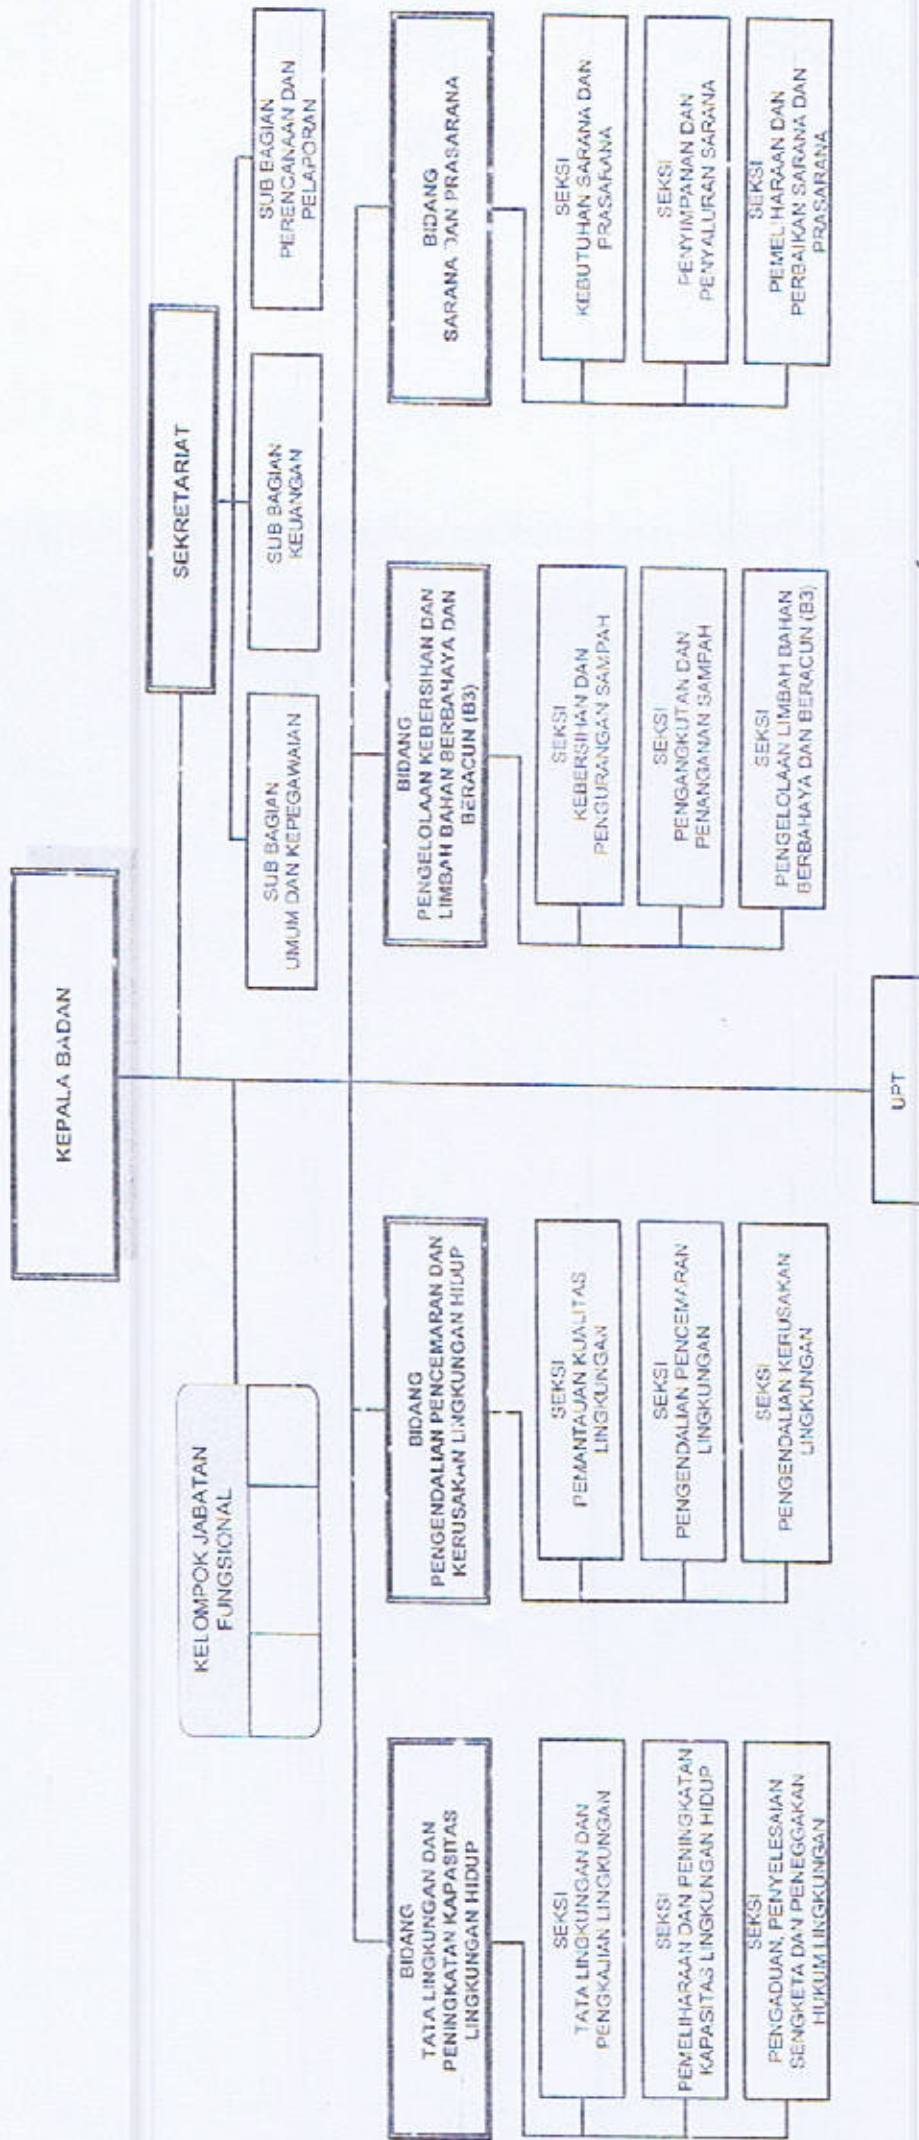 KEPALA BADAN
KELOMPOK JABATAN
FUNGSIONAL
SEKRETARIAT
SUB BAGIAN
UMUM DAN KEPEGAWAIAN
SUB BAGIAN
KEUANGAN
SUB BAGIAN
PERENCANAAN DAN
PELAPORAN
BIDANG
TATA LINGKUNGAN DAN
PENINGKATAN KAPASITAS
LINGKUNGAN HIDUP
SEKSI
TATA LINGKUNGAN DAN
PENGKAJIAN LINGKUNGAN
SEKSI
PEMELIHARAAN DAN PENINGKATAN
KAPASITAS LINGKUNGAN HIDUP
SEKSI
PENGADUAN, PENYELESAIAN
SENGKETA DAN PENEGGAKAN
HUKUM LINGKUNGAN
BIDANG
PENGENDALIAN PENCEMARAN DAN
KERUSAKAN LINGKUNGAN HIDUP
SEKSI
PEMANTAUAN KUALITAS
LINGKUNGAN
SEKSI
PENGENDALIAN PENCEMARAN
LINGKUNGAN
SEKSI
PENGENDALIAN KERUSAKAN
LINGKUNGAN
BIDANG
PENGELOLAAN KEBERSIHAN DAN
LIMBAH BAHAN BERBAHAYA DAN
BERACUN (B3)
SEKSI
KEBERSIHAN DAN
PENGURANGAN SAMPAH
SEKSI
PENGANGKUTAN DAN
PENANGANAN SAMPAH
SEKSI
PENGELOLAAN LIMBAH BAHAN
BERBAHAYA DAN BERACUN (B3)
BIDANG
SARANA DAN PRASARANA
SEKSI
KEBUTUHAN SARANA DAN
PRASARANA
SEKSI
PENYIMPANAN DAN
PENYALURAN SARANA
SEKSI
PEMELIHARAAN DAN
PERBAIKAN SARANA DAN
PRASARANA
UPT